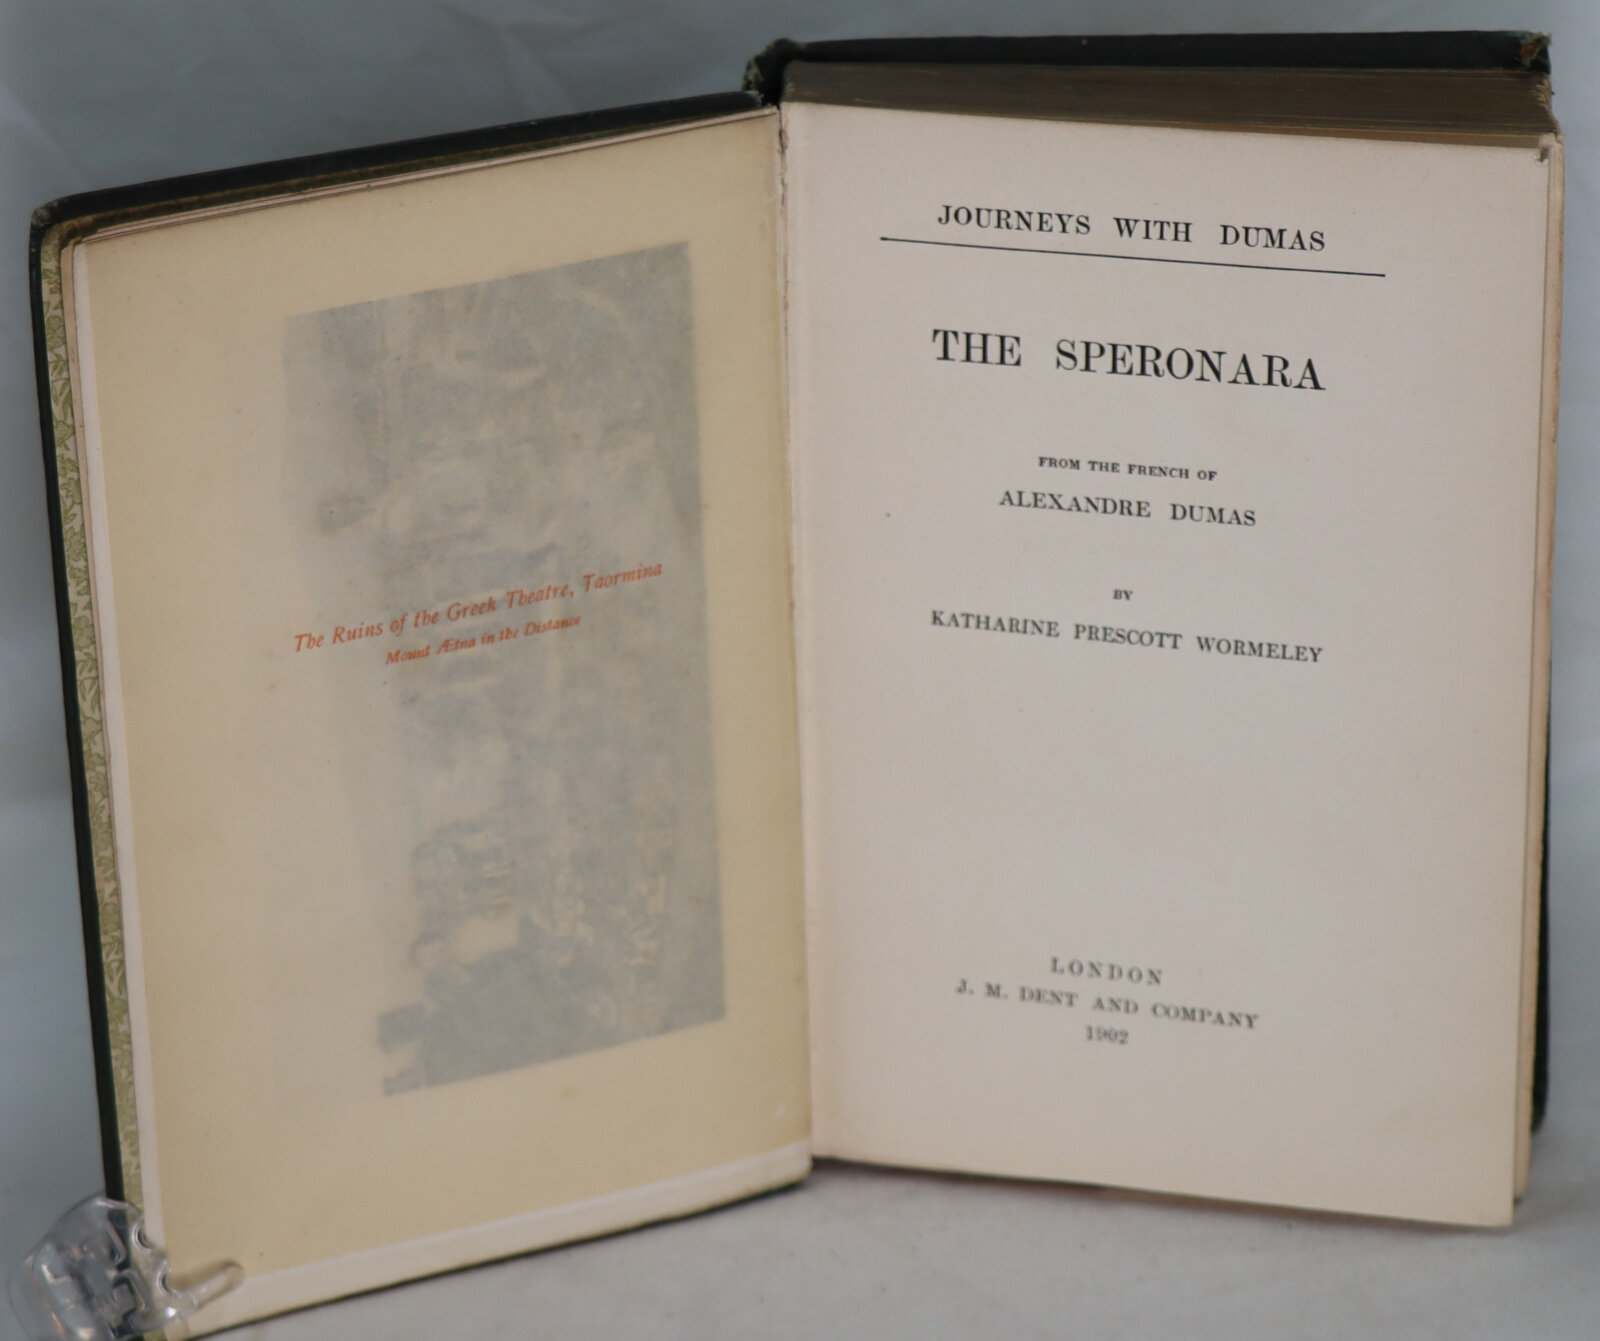 The Ruins of the Greek Theatre, Taormina
Mount Ætna in the Distance
JOURNEYS WITH DUMAS
THE SPERONARA
FROM THE FRENCH OF
ALEXANDRE DUMAS
BY
KATHARINE PRESCOTT WORMELEY
LONDON
J. M. DENT AND COMPANY
1902